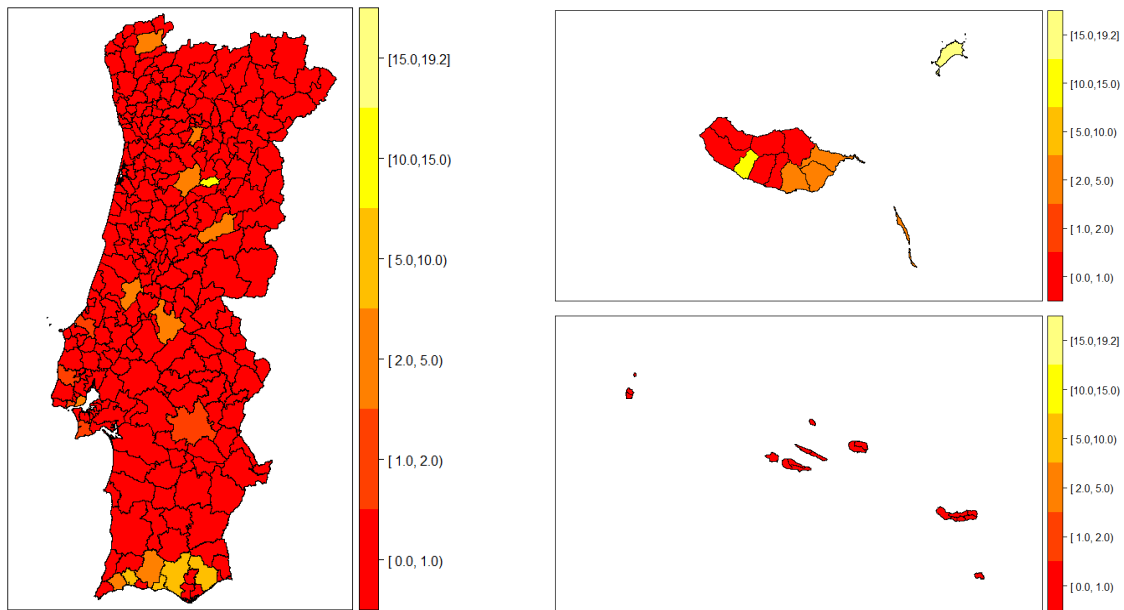 [15.0,19.2]
[10.0,15.0)
[ 5.0,10.0)
[ 2.0, 5.0)
[ 1.0, 2.0)
[ 0.0, 1.0)
[15.0,19.2]
[10.0,15.0)
[ 5.0,10.0)
[ 2.0, 5.0)
[ 1.0, 2.0)
[ 0.0, 1.0)
[15.0,19.2]
[10.0,15.0)
[ 5.0,10.0)
[ 2.0, 5.0)
[ 1.0, 2.0)
[ 0.0, 1.0)